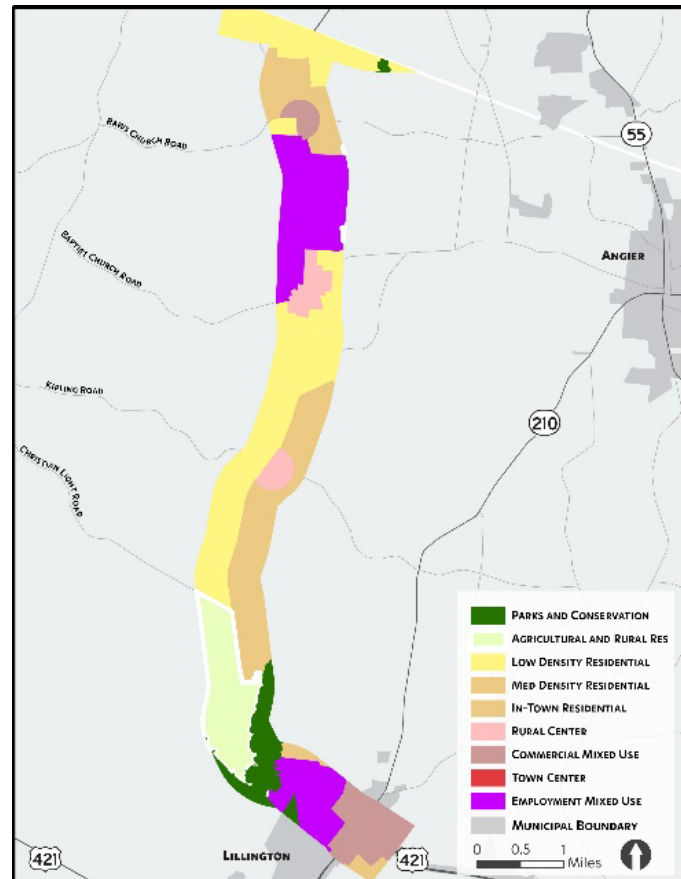 RAWLS CHURCH ROAD
55
BAPTIST CHURCH ROAD
ANGIER
KIPLING ROAD
210
CHRISTIAN LIGHT ROAD
PARKS AND CONSERVATION
AGRICULTURAL AND RURAL RES
LOW DENSITY RESIDENTIAL
MED DENSITY RESIDENTIAL
IN-TOWN RESIDENTIAL
RURAL CENTER
COMMERCIAL MIXED USE
TOWN CENTER
EMPLOYMENT MIXED USE
MUNICIPAL BOUNDARY
0 0.5 1
MILES
LILLINGTON
421
421